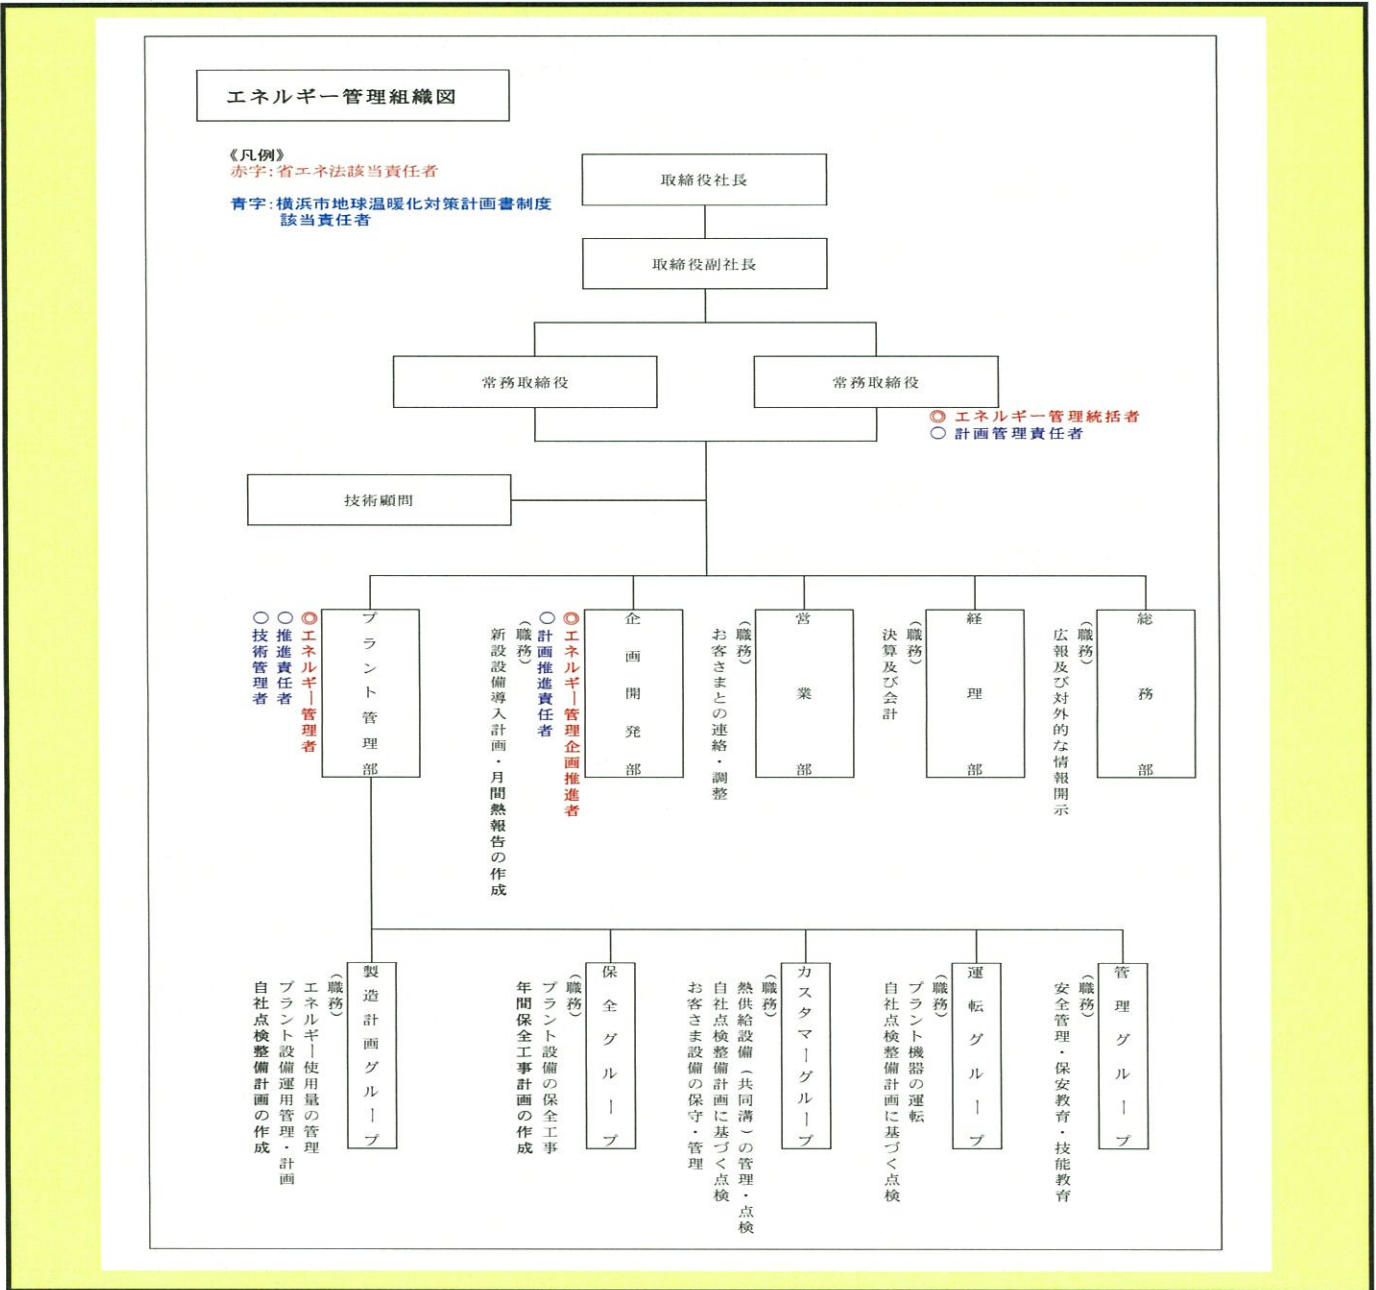 エネルギー管理組織図
《凡例》
赤字:省エネ法該当責任者
青字:横浜市地球温暖化対策計画書制度
該当責任者
取締役社長
取締役副社長
常務取締役
常務取締役
◎ エネルギー管理統括者
○ 計画管理責任者
技術顧問
総務部
(職務)
広報及び対外的な情報開示
経理部
(職務)
決算及び会計
営業部
(職務)
お客さまとの連絡・調整
企画開発部
◎エネルギー管理企画推進者
○計画推進責任者
(職務)
新設設備導入計画・月間熱報告の作成
プラント管理部
◎エネルギー管理者
○推進責任者
○技術管理者
管理グループ
(職務)
安全管理・保安教育・技能教育
運転グループ
(職務)
プラント機器の運転
自社点検整備計画に基づく点検
カスタマーグループ
(職務)
熱供給設備(共同溝)の管理・点検
自社点検整備計画に基づく点検
お客さま設備の保守・管理
保全グループ
(職務)
プラント設備の保全工事
年間保全工事計画の作成
製造計画グループ
(職務)
エネルギー使用量の管理
プラント設備運用管理・計画
自社点検整備計画の作成